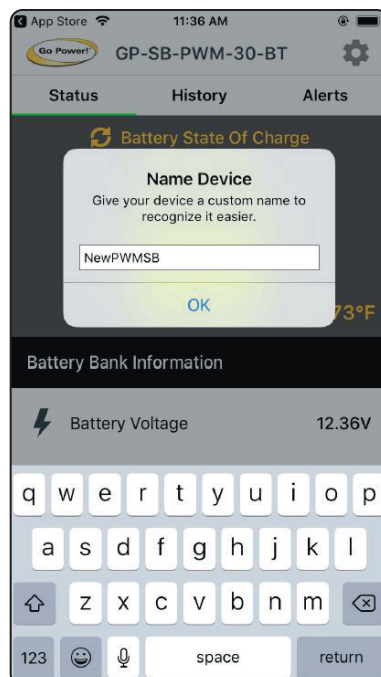 App Store 11:36 AM
Go Power!
GP-SB-PWM-30-BT
Status History Alerts
Battery State Of Charge
Name Device
Give your device a custom name to
recognize it easier.
NewPWMSB
OK
73°F
Battery Bank Information
Battery Voltage 12.36V
q w e r t y u i o p
a s d f g h j k l
z x c v b n m
123 space return